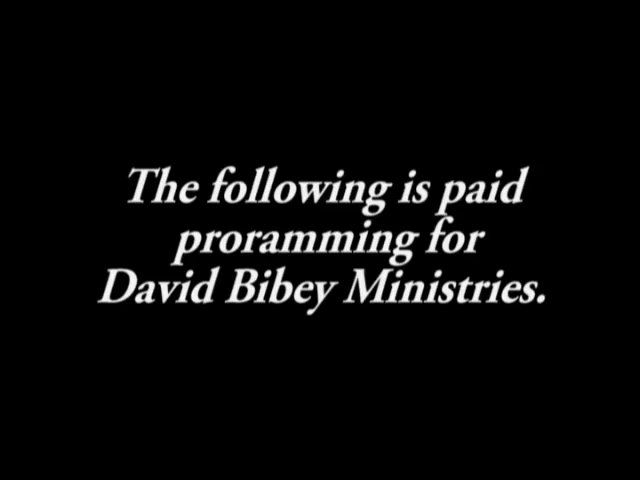 The following is paid
proramming for
David Bibey Ministries.